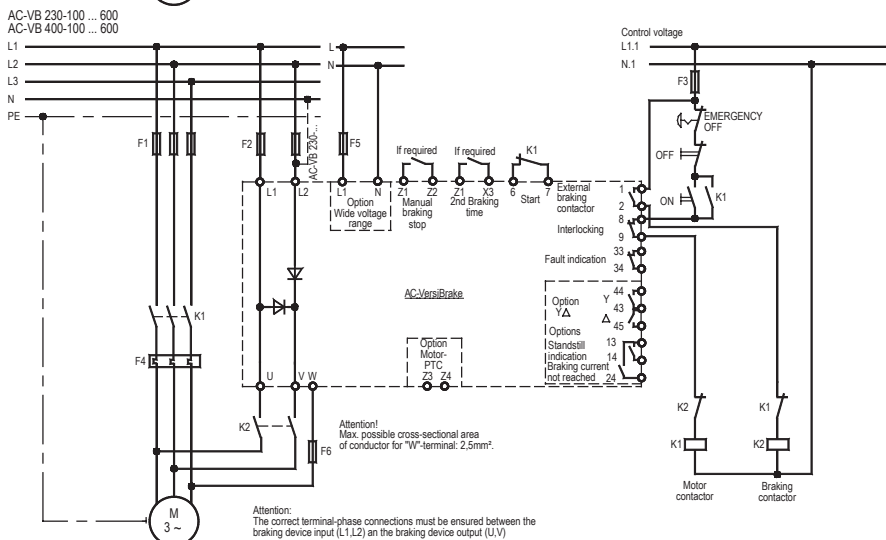 AC-VB 230-100 ... 600
AC-VB 400-100 ... 600
L1
L2
L3
N
PE
L
N
Control voltage
L1.1
N.1
F1
F2
AC-VB 230-...
F5
F3
EMERGENCY
OFF
OFF
ON
K1
If required
If required
K1
L1
L2
L1
N
Z1
Z2
Z1
X3
6
7
Option
Wide voltage
range
Manual
braking
stop
2nd Braking
time
Start
External
braking
contactor
1
2
Interlocking
8
9
Fault indication
33
34
AC-VersiBrake
Option
Y∆
Y
∆
44
43
45
Options
Standstill
indication
Braking current
not reached
13
14
24
K1
F4
Option
Motor-
PTC
Z3
Z4
U
V
W
K2
F6
Attention!
Max. possible cross-sectional area
of conductor for "W"-terminal: 2,5mm².
K2
K1
K1
K2
Motor
contactor
Braking
contactor
M
3 ~
Attention:
The correct terminal-phase connections must be ensured between the
braking device input (L1,L2) an the braking device output (U,V)